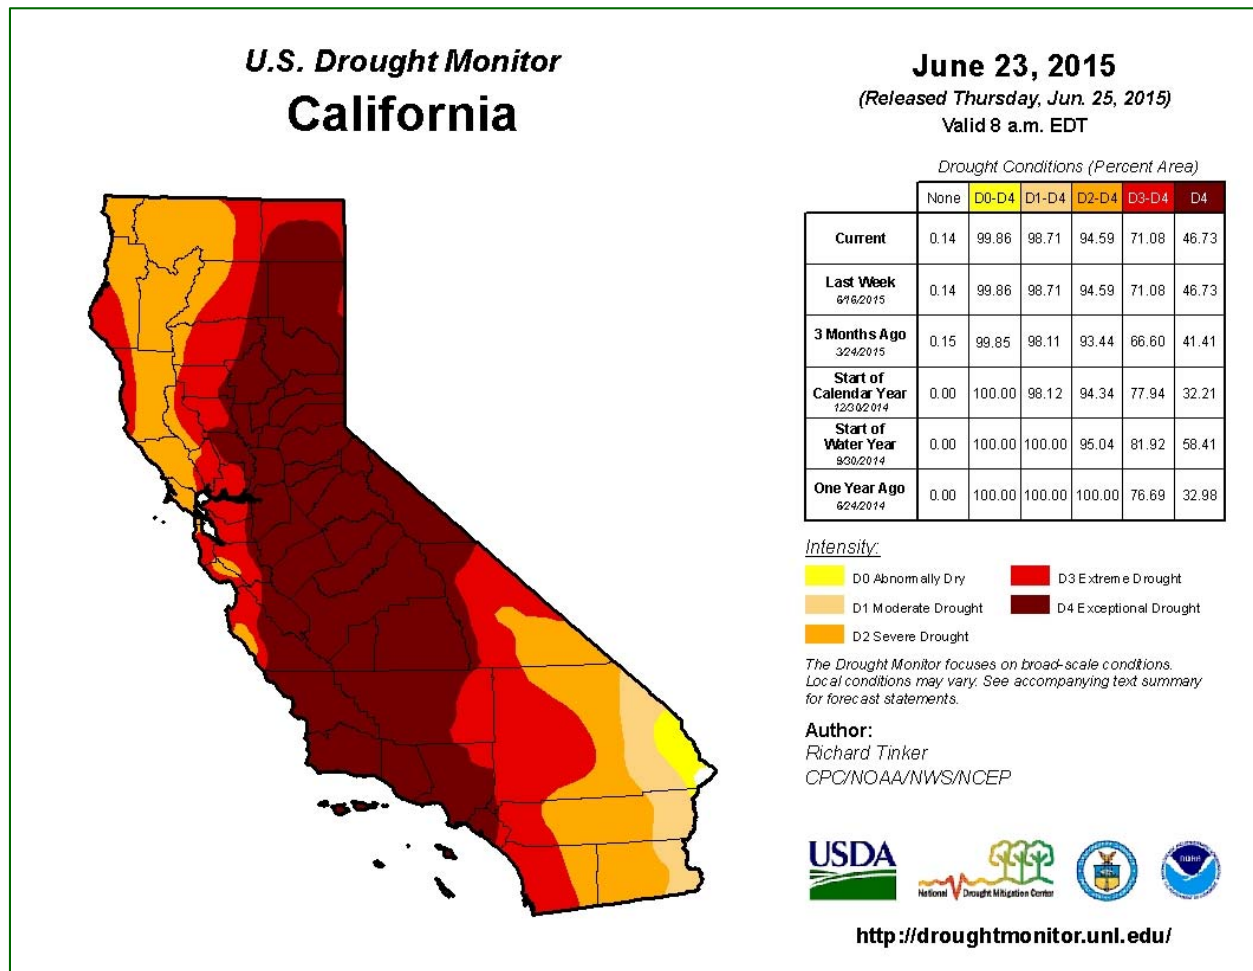 U.S. Drought Monitor
California
June 23, 2015
(Released Thursday, Jun. 25, 2015)
Valid 8 a.m. EDT
Drought Conditions (Percent Area)
None D0-D4 D1-D4 D2-D4 D3-D4 D4
Current 0.14 99.86 98.71 94.59 71.08 46.73
Last Week
6/16/2015
0.14 99.86 98.71 94.59 71.08 46.73
3 Months Ago
3/24/2015
0.15 99.85 98.11 93.44 66.60 41.41
Start of
Calendar Year
12/30/2014
0.00 100.00 98.12 94.34 77.94 32.21
Start of
Water Year
9/30/2014
0.00 100.00 100.00 95.04 81.92 58.41
One Year Ago
6/24/2014
0.00 100.00 100.00 100.00 76.69 32.98
Intensity:
D0 Abnormally Dry
D1 Moderate Drought
D2 Severe Drought
D3 Extreme Drought
D4 Exceptional Drought
The Drought Monitor focuses on broad-scale conditions.
Local conditions may vary. See accompanying text summary
for forecast statements.
Author:
Richard Tinker
CPC/NOAA/NWS/NCEP
USDA
National Drought Mitigation Center
NOAA
http://droughtmonitor.unl.edu/